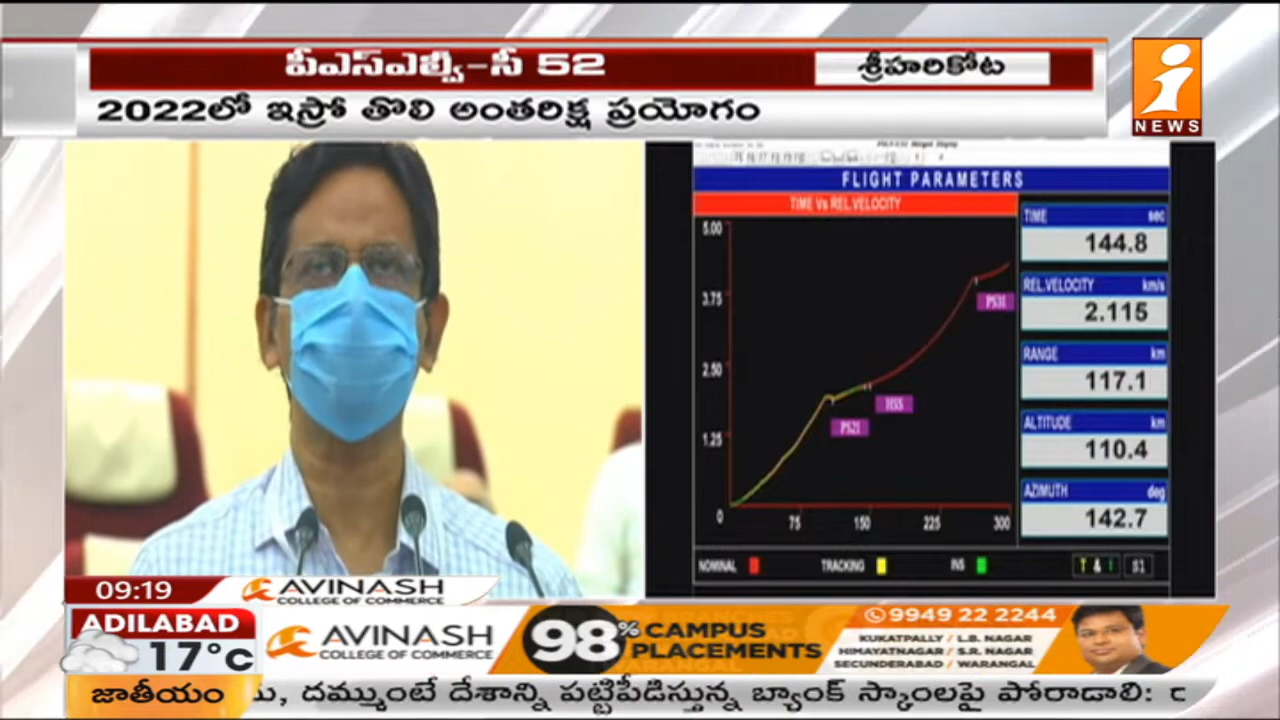 పీఎస్ఎల్వీ-సీ 52
శ్రీహరికోట
2022లో ఇస్రో తొలి అంతరిక్ష ప్రయోగం
i
NEWS
FLIGHT PARAMETERS
TIME Vs REL.VELOCITY
5.00
3.75
2.50
1.25
0
75
150
225
300
PS2I
HSS
PS3I
TIME sec
144.8
REL.VELOCITY km/s
2.115
RANGE km
117.1
ALTITUDE km
110.4
AZIMUTH deg
142.7
NOMINAL
TRACKING
INS
T & I
S1
09:19
AVINASH
COLLEGE OF COMMERCE
ADILABAD
17°c
AVINASH
COLLEGE OF COMMERCE
98% CAMPUS PLACEMENTS
9949 22 2244
KUKATPALLY / L.B. NAGAR
HIMAYATNAGAR / S.R. NAGAR
SECUNDERABAD / WARANGAL
జాతీయం
దమ్ముంటే దేశాన్ని పట్టిపీడిస్తున్న బ్యాంక్ స్కాంలపై పోరాడాలి: